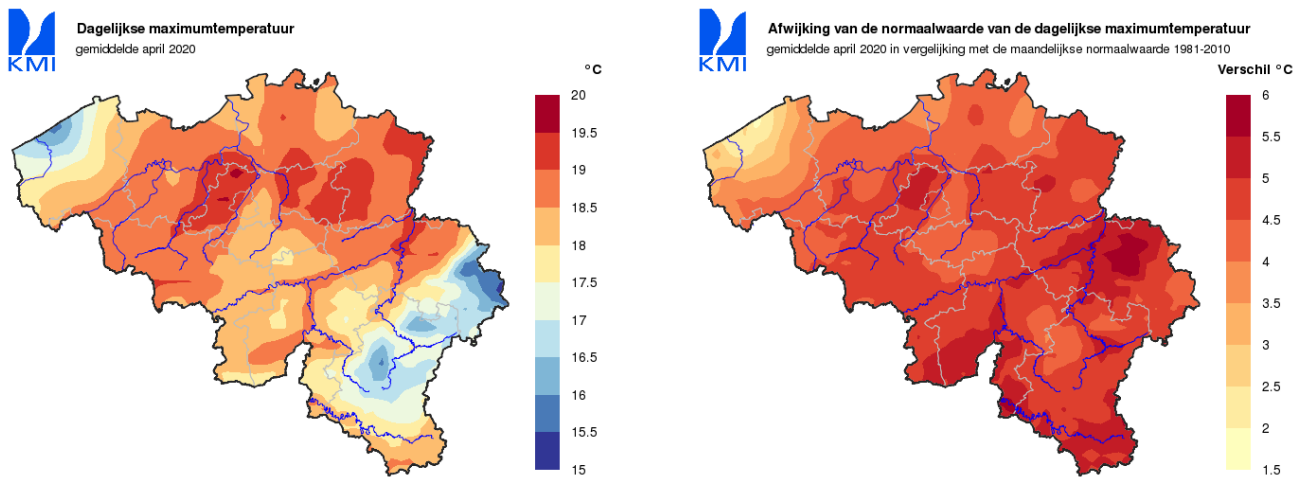 KMI
Dagelijkse maximumtemperatuur
gemiddelde april 2020
°C
20
19.5
19
18.5
18
17.5
17
16.5
16
15.5
15
KMI
Afwijking van de normaalwaarde van de dagelijkse maximumtemperatuur
gemiddelde april 2020 in vergelijking met de maandelijkse normaalwaarde 1981-2010
Verschil °C
6
5.5
5
4.5
4
3.5
3
2.5
2
1.5